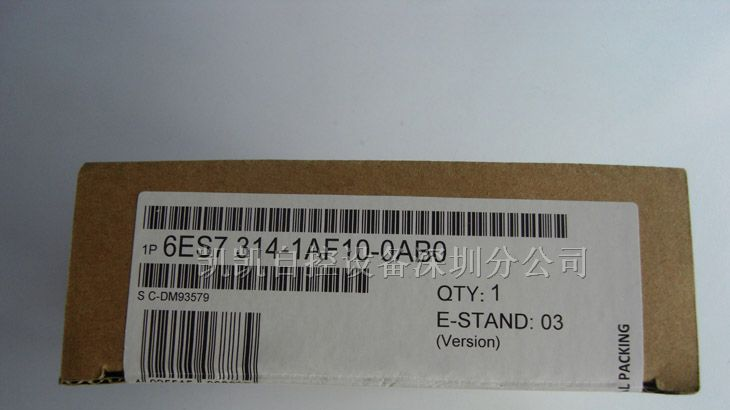 1P 6ES7 314-1AF10-0AB0
凯凯自控设备深圳分公司
S C-DM93579
QTY: 1
E-STAND: 03
(Version)
AL PACKING